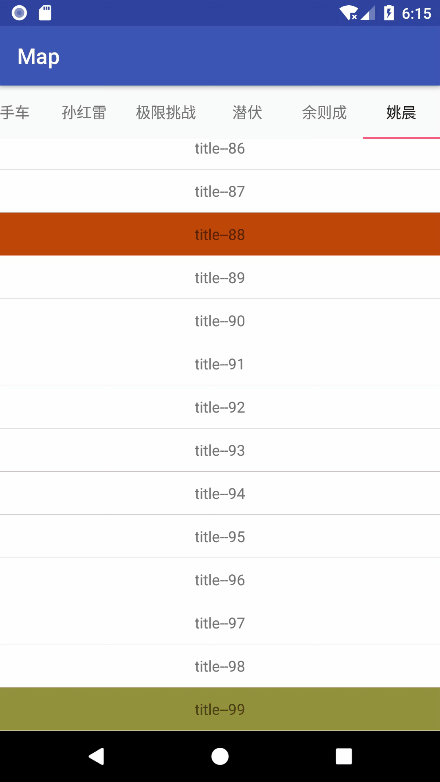 6:15
Map
手车 孙红雷 极限挑战 潜伏 余则成 姚晨
title--86
title--87
title--88
title--89
title--90
title--91
title--92
title--93
title--94
title--95
title--96
title--97
title--98
title--99